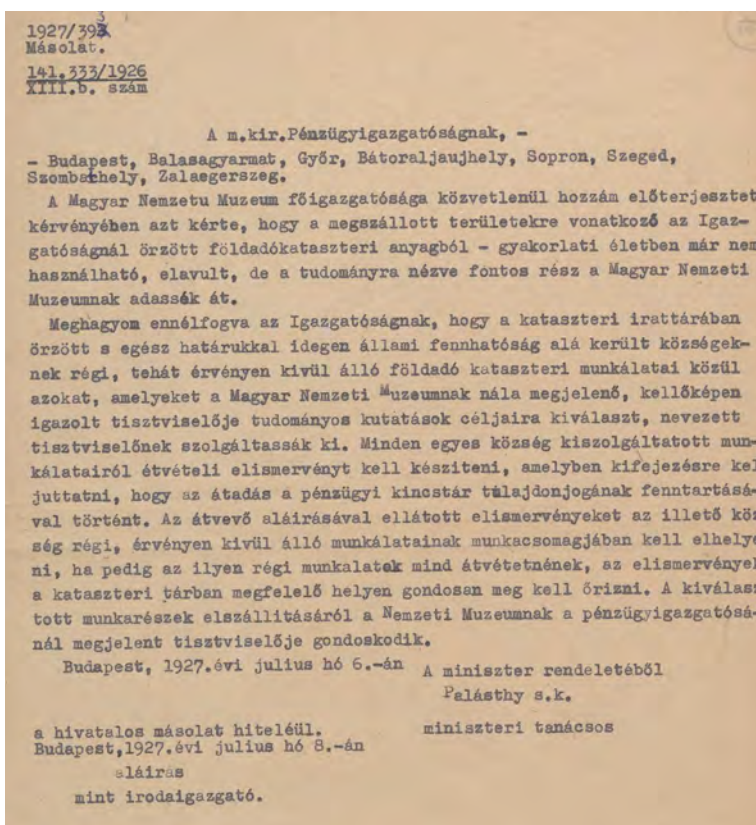 1927/393
Másolat.
141.333/1926
XIII.b. szám
A m.kir.Pénzügyigazgatóságnak, -
- Budapest, Balasagyarmat, Győr, Bátoraljaujhely, Sopron, Szeged,
Szombathely, Zalaegerszeg.
A Magyar Nemzetu Muzeum főigazgatósága közvetlenül hozzám előterjesztet
kérvényében azt kérte, hogy a megszállott területekre vonatkozó az Igaz-
gatóságnál őrzött földadókataszteri anyagból - gyakorlati életben már nem
használható, elavult, de a tudományra nézve fontos rész a Magyar Nemzeti
Muzeumnak adassék át.
Meghagyom ennélfogva az Igazgatóságnak, hogy a kataszteri irattárában
őrzött s egész határukkal idegen állami fennhatóság alá került községek-
nek régi, tehát érvényen kivül álló földadó kataszteri munkálatai közül
azokat, amelyeket a Magyar Nemzeti Muzeumnak nála megjelenő, kellőképen
igazolt tisztviselője tudományos kutatások céljaira kiválaszt, nevezett
tisztviselőnek szolgáltassák ki. Minden egyes község kiszolgáltatott mun-
kálatairól átvételi elismervényt kell késziteni, amelyben kifejezésre kel
juttatni, hogy az átadás a pénzügyi kincstár tulajdonjogának fenntartásá-
val történt. Az átvevő aláirásával ellátott elismervényeket az illető köz
ség régi, érvényen kivül álló munkálatainak munkacsomagjában kell elhelye
ni, ha pedig az ilyen régi munkalatok mind átvétetnének, az elismervénye
a kataszteri tárban megfelelő helyen gondosan meg kell őrizni. A kiválasz
tott munkarészek elszállitásáról a Nemzeti Muzeumnak a pénzügyigazgatósá-
nál megjelent tisztviselője gondoskodik.
Budapest, 1927.évi julius hó 6.-án
A miniszter rendeletéből
Palásthy s.k.
miniszteri tanácsos
a hivatalos másolat hiteléül.
Budapest,1927.évi julius hó 8.-án
aláirás
mint irodaigazgató.